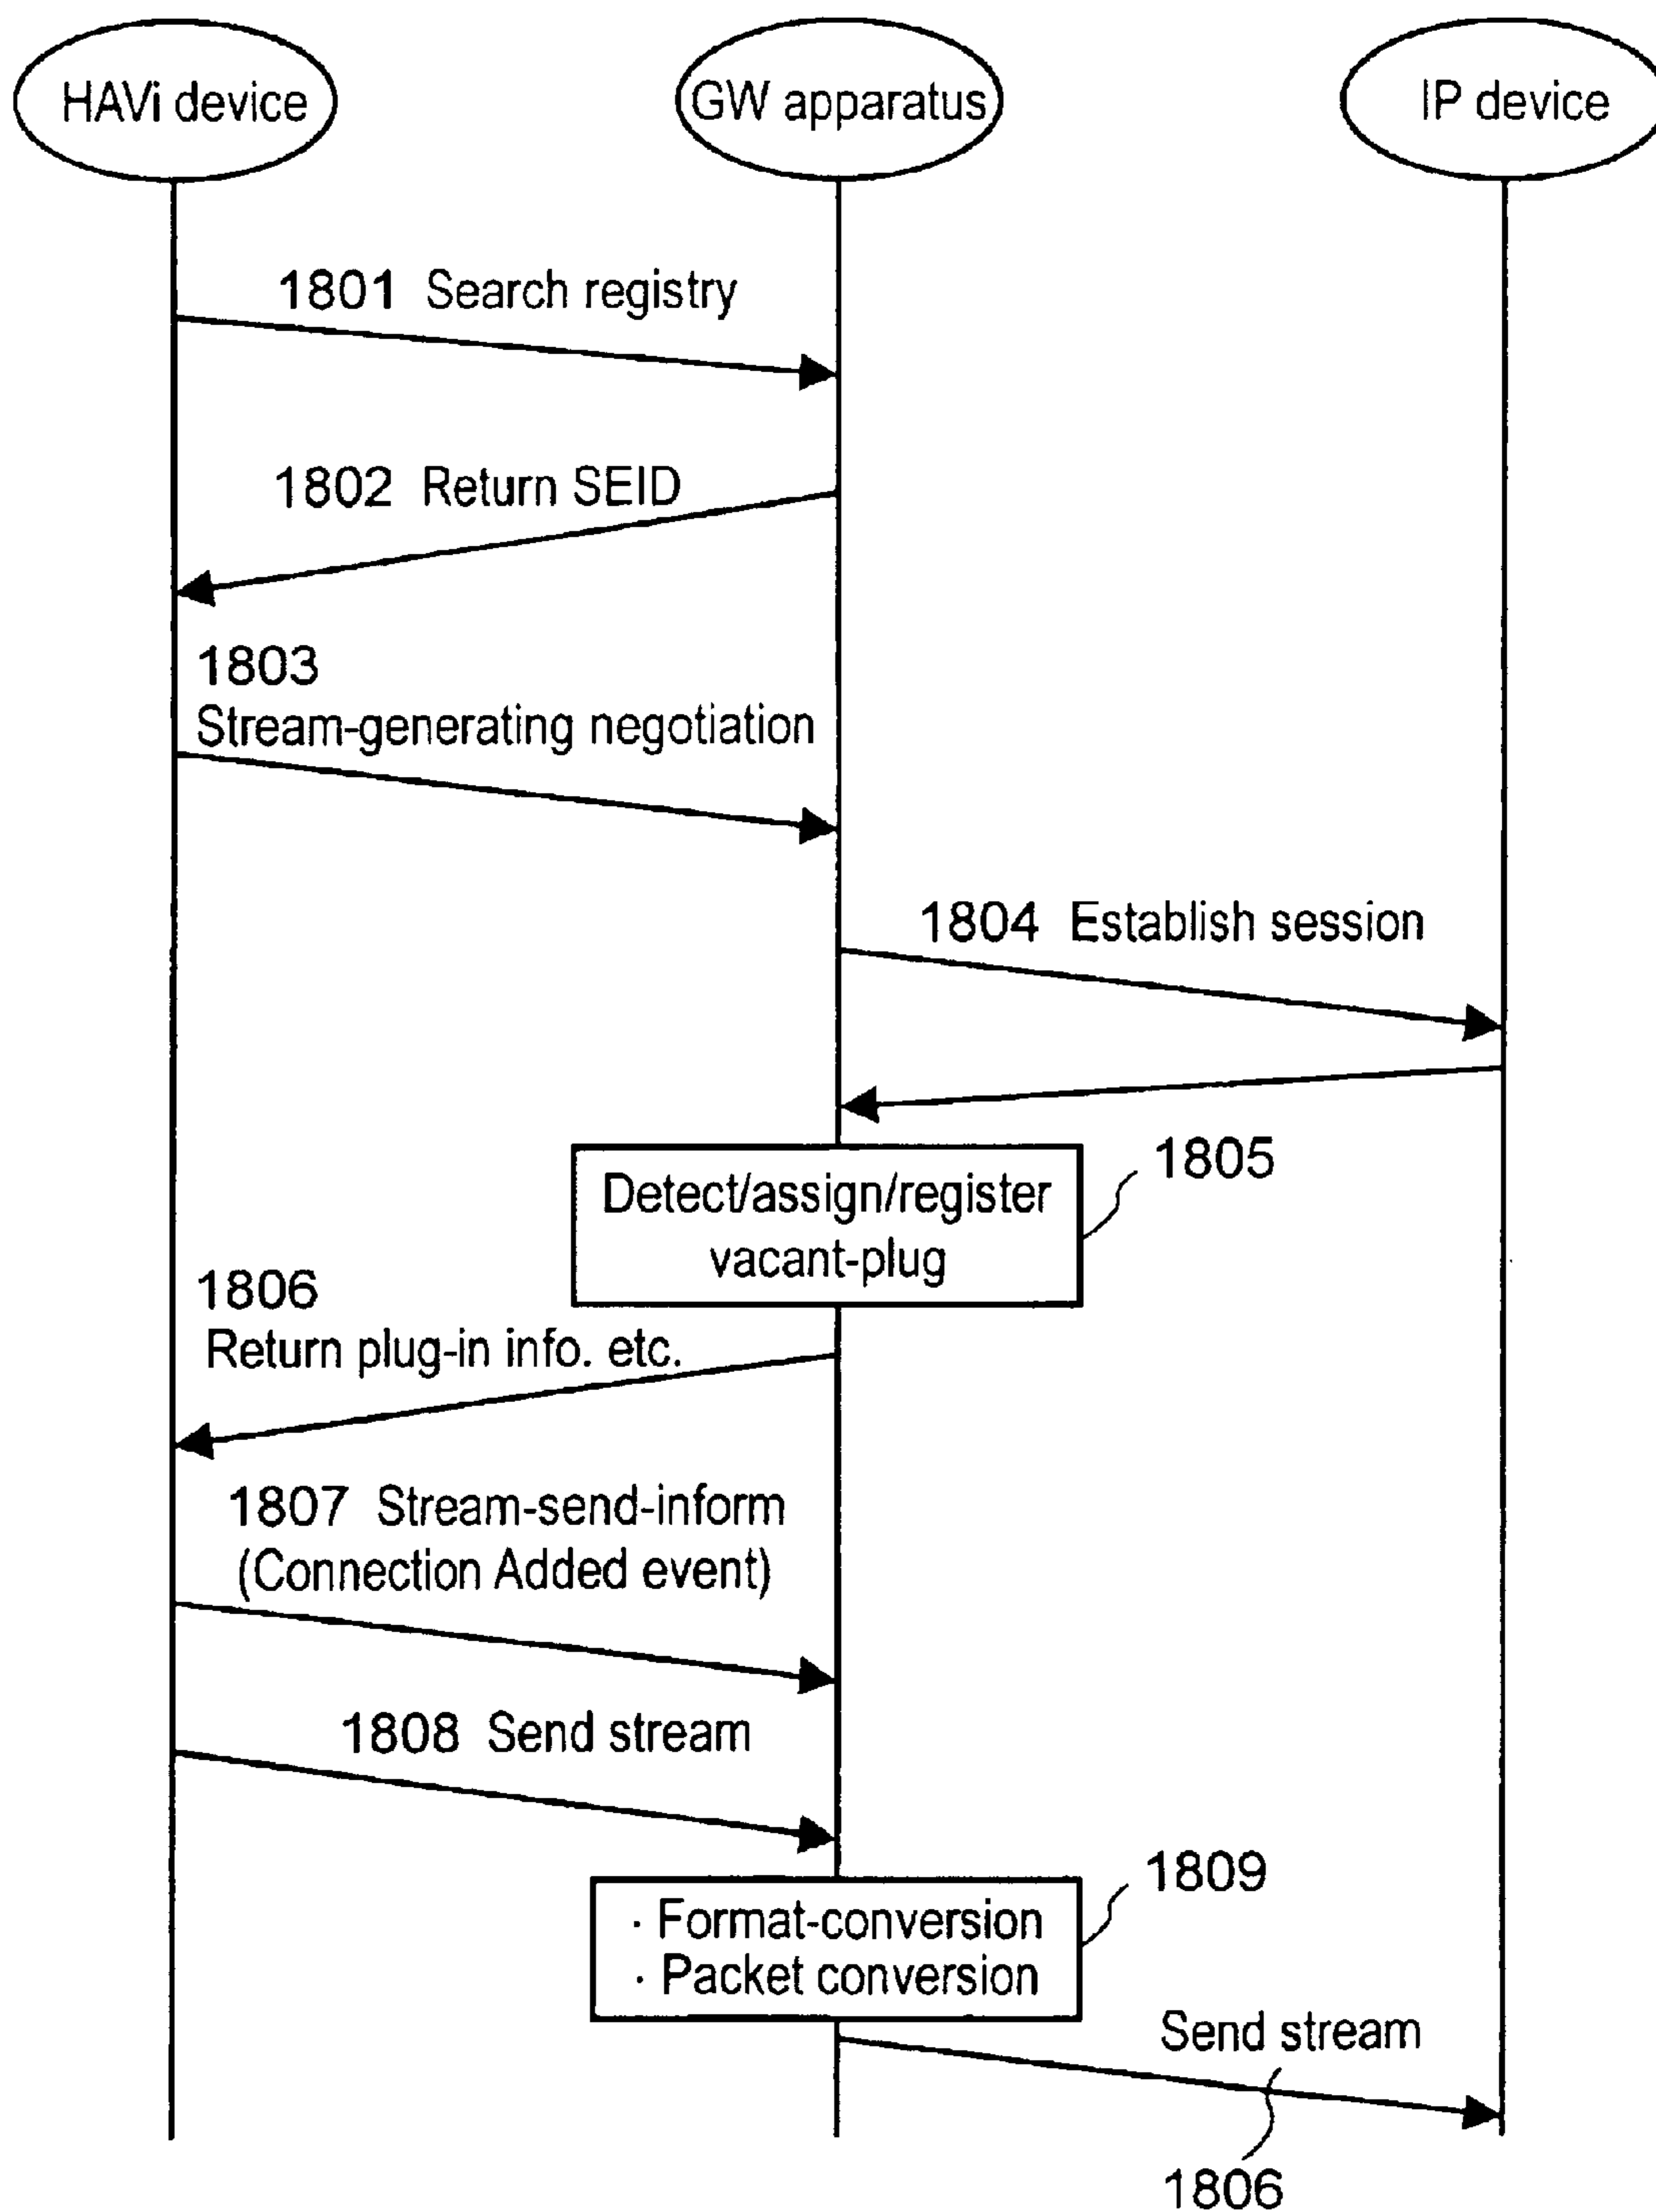 HAVi device
GW apparatus
IP device
1801 Search registry
1802 Return SEID
1803
Stream-generating negotiation
1804 Establish session
1805
Detect/assign/register
vacant-plug
1806
Return plug-in info. etc.
1807 Stream-send-inform
(Connection Added event)
1808 Send stream
1809
· Format-conversion
· Packet conversion
Send stream
1806